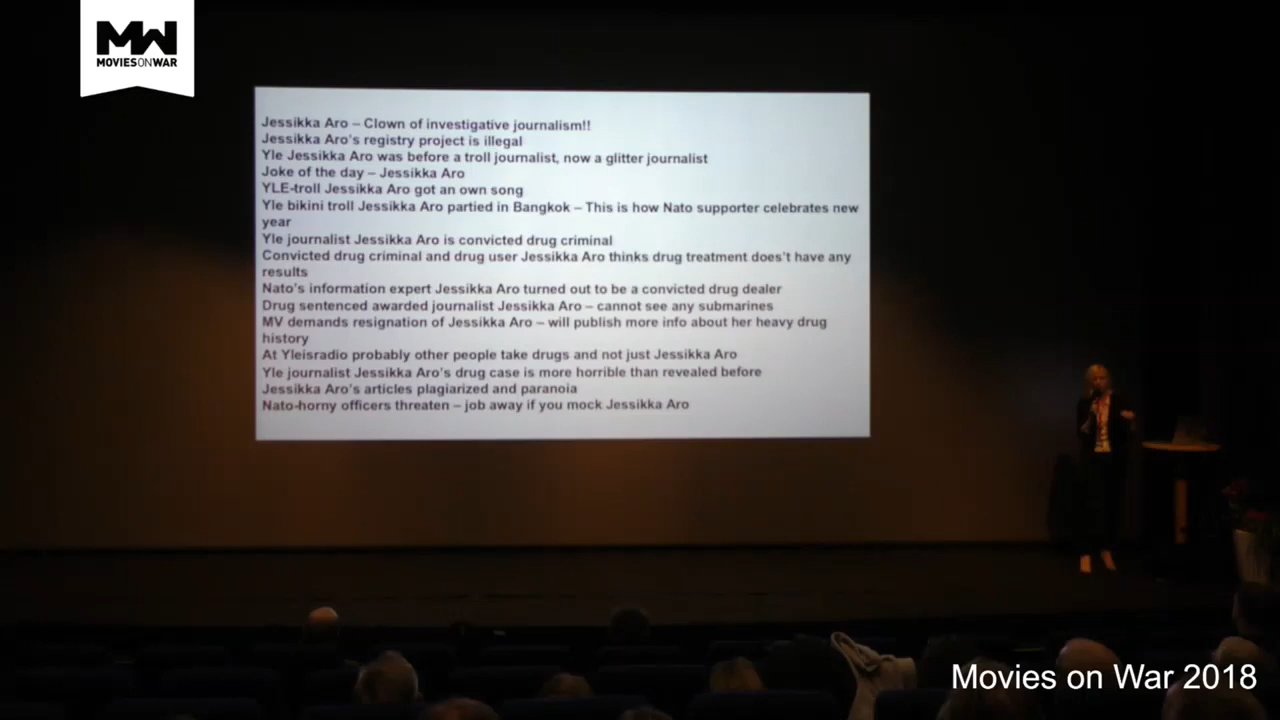 MW
MOVIESONWAR
Jessikka Aro – Clown of investigative journalism!!
Jessikka Aro's registry project is illegal
Yle Jessikka Aro was before a troll journalist, now a glitter journalist
Joke of the day – Jessikka Aro
YLE-troll Jessikka Aro got an own song
Yle bikini troll Jessikka Aro partied in Bangkok – This is how Nato supporter celebrates new
year
Yle journalist Jessikka Aro is convicted drug criminal
Convicted drug criminal and drug user Jessikka Aro thinks drug treatment does't have any
results
Nato's information expert Jessikka Aro turned out to be a convicted drug dealer
Drug sentenced awarded journalist Jessikka Aro – cannot see any submarines
MV demands resignation of Jessikka Aro – will publish more info about her heavy drug
history
At Yleisradio probably other people take drugs and not just Jessikka Aro
Yle journalist Jessikka Aro's drug case is more horrible than revealed before
Jessikka Aro's articles plagiarized and paranoia
Nato-horny officers threaten – job away if you mock Jessikka Aro
Movies on War 2018